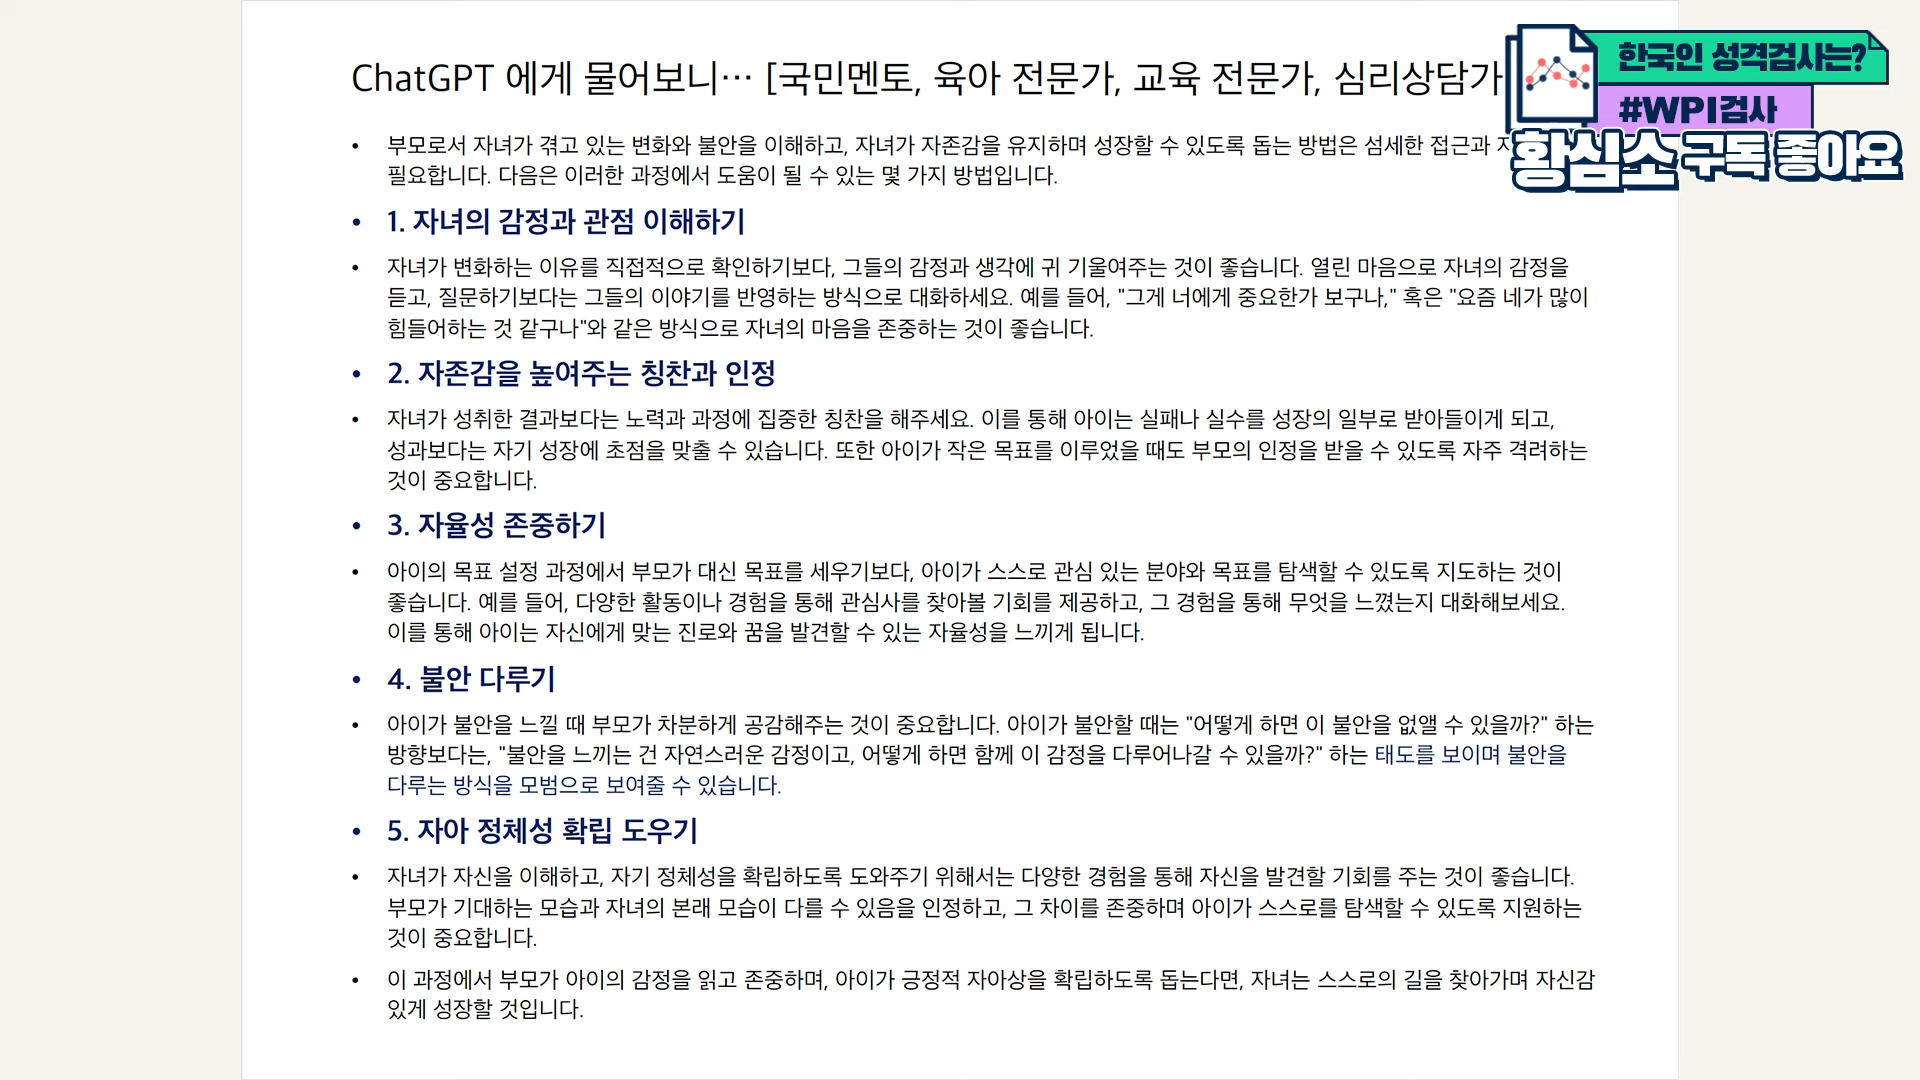 ChatGPT 에게 물어보니… [국민멘토, 육아 전문가, 교육 전문가, 심리상담가
• 부모로서 자녀가 겪고 있는 변화와 불안을 이해하고, 자녀가 자존감을 유지하며 성장할 수 있도록 돕는 방법은 섬세한 접근과
필요합니다. 다음은 이러한 과정에서 도움이 될 수 있는 몇 가지 방법입니다.
• 1. 자녀의 감정과 관점 이해하기
• 자녀가 변화하는 이유를 직접적으로 확인하기보다, 그들의 감정과 생각에 귀 기울여주는 것이 좋습니다. 열린 마음으로 자녀의 감정을
듣고, 질문하기보다는 그들의 이야기를 반영하는 방식으로 대화하세요. 예를 들어, "그게 너에게 중요한가 보구나," 혹은 "요즘 네가 많이
힘들어하는 것 같구나"와 같은 방식으로 자녀의 마음을 존중하는 것이 좋습니다.
• 2. 자존감을 높여주는 칭찬과 인정
• 자녀가 성취한 결과보다는 노력과 과정에 집중한 칭찬을 해주세요. 이를 통해 아이는 실패나 실수를 성장의 일부로 받아들이게 되고,
성과보다는 자기 성장에 초점을 맞출 수 있습니다. 또한 아이가 작은 목표를 이루었을 때도 부모의 인정을 받을 수 있도록 자주 격려하는
것이 중요합니다.
• 3. 자율성 존중하기
• 아이의 목표 설정 과정에서 부모가 대신 목표를 세우기보다, 아이가 스스로 관심 있는 분야와 목표를 탐색할 수 있도록 지도하는 것이
좋습니다. 예를 들어, 다양한 활동이나 경험을 통해 관심사를 찾아볼 기회를 제공하고, 그 경험을 통해 무엇을 느꼈는지 대화해보세요.
이를 통해 아이는 자신에게 맞는 진로와 꿈을 발견할 수 있는 자율성을 느끼게 됩니다.
• 4. 불안 다루기
• 아이가 불안을 느낄 때 부모가 차분하게 공감해주는 것이 중요합니다. 아이가 불안할 때는 "어떻게 하면 이 불안을 없앨 수 있을까?" 하는
방향보다는, "불안을 느끼는 건 자연스러운 감정이고, 어떻게 하면 함께 이 감정을 다루어나갈 수 있을까?" 하는 태도를 보이며 불안을
다루는 방식을 모범으로 보여줄 수 있습니다.
• 5. 자아 정체성 확립 도우기
• 자녀가 자신을 이해하고, 자기 정체성을 확립하도록 도와주기 위해서는 다양한 경험을 통해 자신을 발견할 기회를 주는 것이 좋습니다.
부모가 기대하는 모습과 자녀의 본래 모습이 다를 수 있음을 인정하고, 그 차이를 존중하며 아이가 스스로를 탐색할 수 있도록 지원하는
것이 중요합니다.
• 이 과정에서 부모가 아이의 감정을 읽고 존중하며, 아이가 긍정적 자아상을 확립하도록 돕는다면, 자녀는 스스로의 길을 찾아가며 자신감
있게 성장할 것입니다.
한국인 성격검사는?
#WPI검사
황심소 구독 좋아요